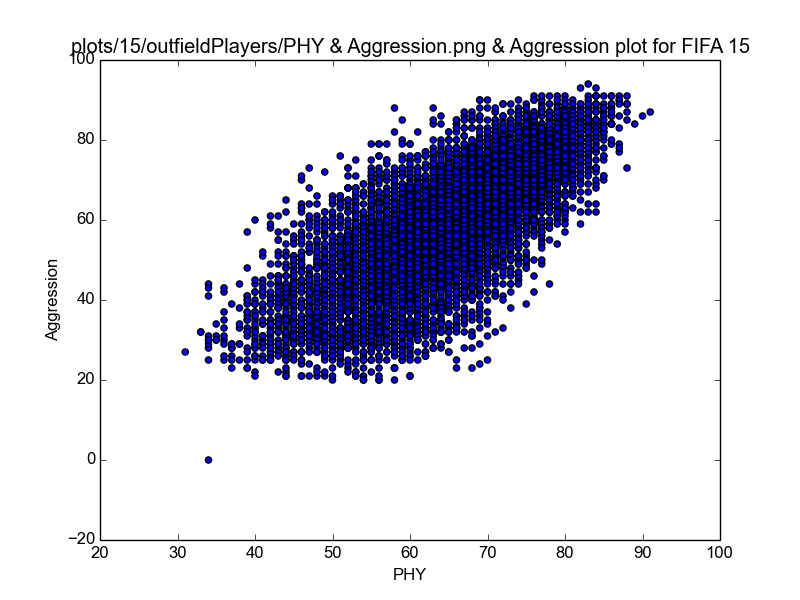 plots/15/outfieldPlayers/PHY & Aggression.png & Aggression plot for FIFA 15
100
80
60
40
20
0
−20
Aggression
20 30 40 50 60 70 80 90 100
PHY